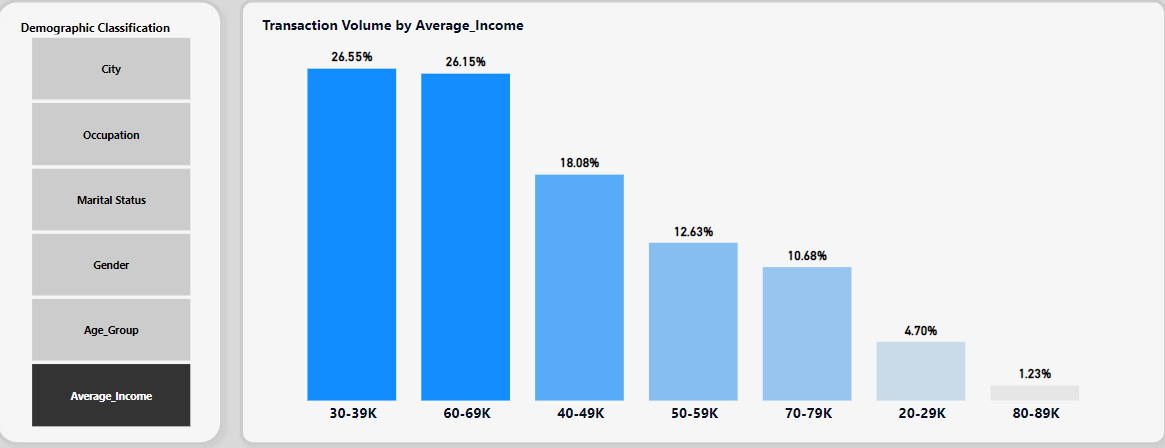 Demographic Classification
City
Occupation
Marital Status
Gender
Age_Group
Average_Income
Transaction Volume by Average_Income
26.55%
26.15%
18.08%
12.63%
10.68%
4.70%
1.23%
30-39K
60-69K
40-49K
50-59K
70-79K
20-29K
80-89K